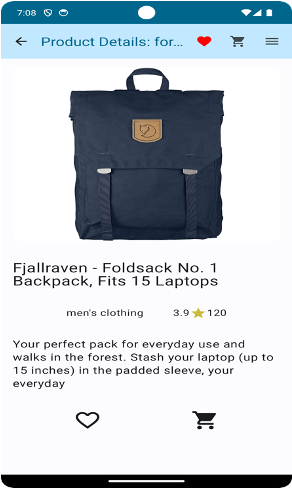 7:08
Product Details: for...
Fjallraven - Foldsack No. 1
Backpack, Fits 15 Laptops
men's clothing 3.9 120
Your perfect pack for everyday use and
walks in the forest. Stash your laptop (up to
15 inches) in the padded sleeve, your
everyday